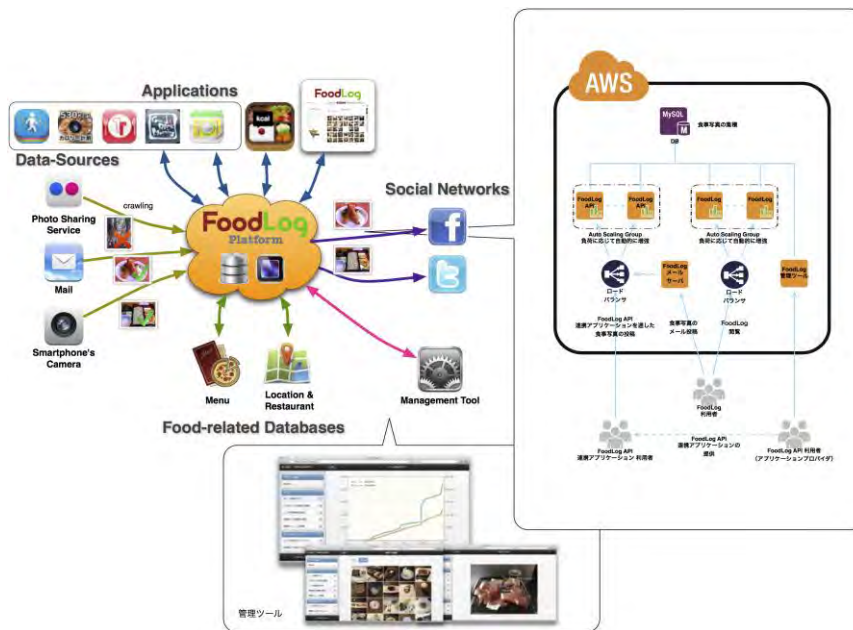 Applications
530kcal
kcal
FoodLog
Data-Sources
crawling
Photo Sharing
Service
Mail
Smartphone's
Camera
FoodLog
Platform
Social Networks
Menu
Location &
Restaurant
Management Tool
Food-related Databases
管理ツール
AWS
MySQL
M
DB
食事写真の蓄積
FoodLog
API
FoodLog
API
FoodLog
FoodLog
Auto Scaling Group
負荷に応じて自動的に増強
Auto Scaling Group
負荷に応じて自動的に増強
ロード
バランサ
FoodLog
メール
サーバ
ロード
バランサ
FoodLog
管理ツール
FoodLog API
連携アプリケーションを通した
食事写真の投稿
食事写真の
メール投稿
FoodLog
閲覧
FoodLog
利用者
FoodLog API
連携アプリケーション 利用者
FoodLog API
連携アプリケーションの
提供
FoodLog API 利用者
(アプリケーションプロバイダ)